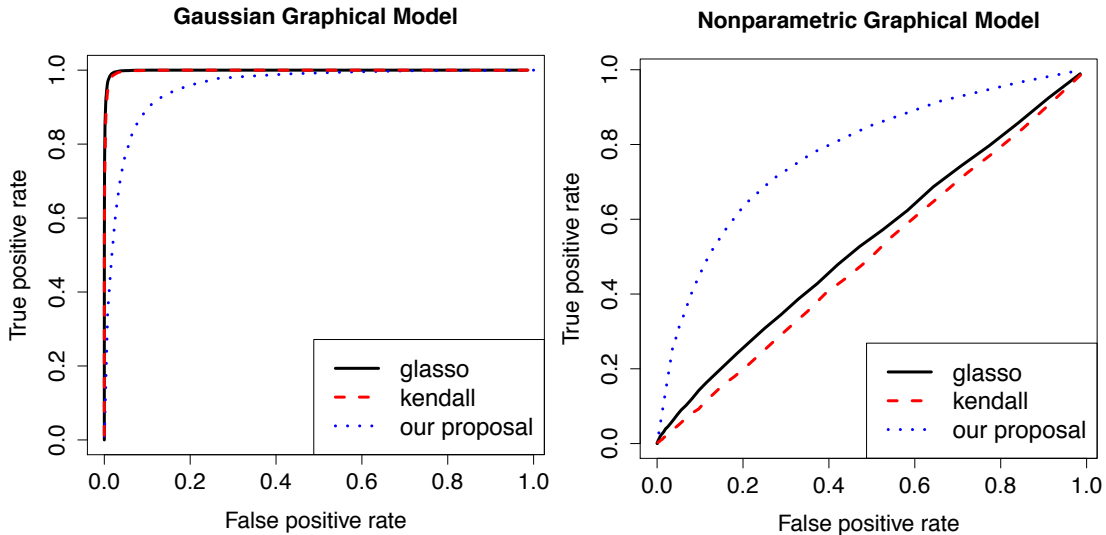 Gaussian Graphical Model
True positive rate
0.0 0.2 0.4 0.6 0.8 1.0
glasso
kendall
our proposal
0.0 0.2 0.4 0.6 0.8 1.0
False positive rate
Nonparametric Graphical Model
True positive rate
0.0 0.2 0.4 0.6 0.8 1.0
glasso
kendall
our proposal
0.0 0.2 0.4 0.6 0.8 1.0
False positive rate